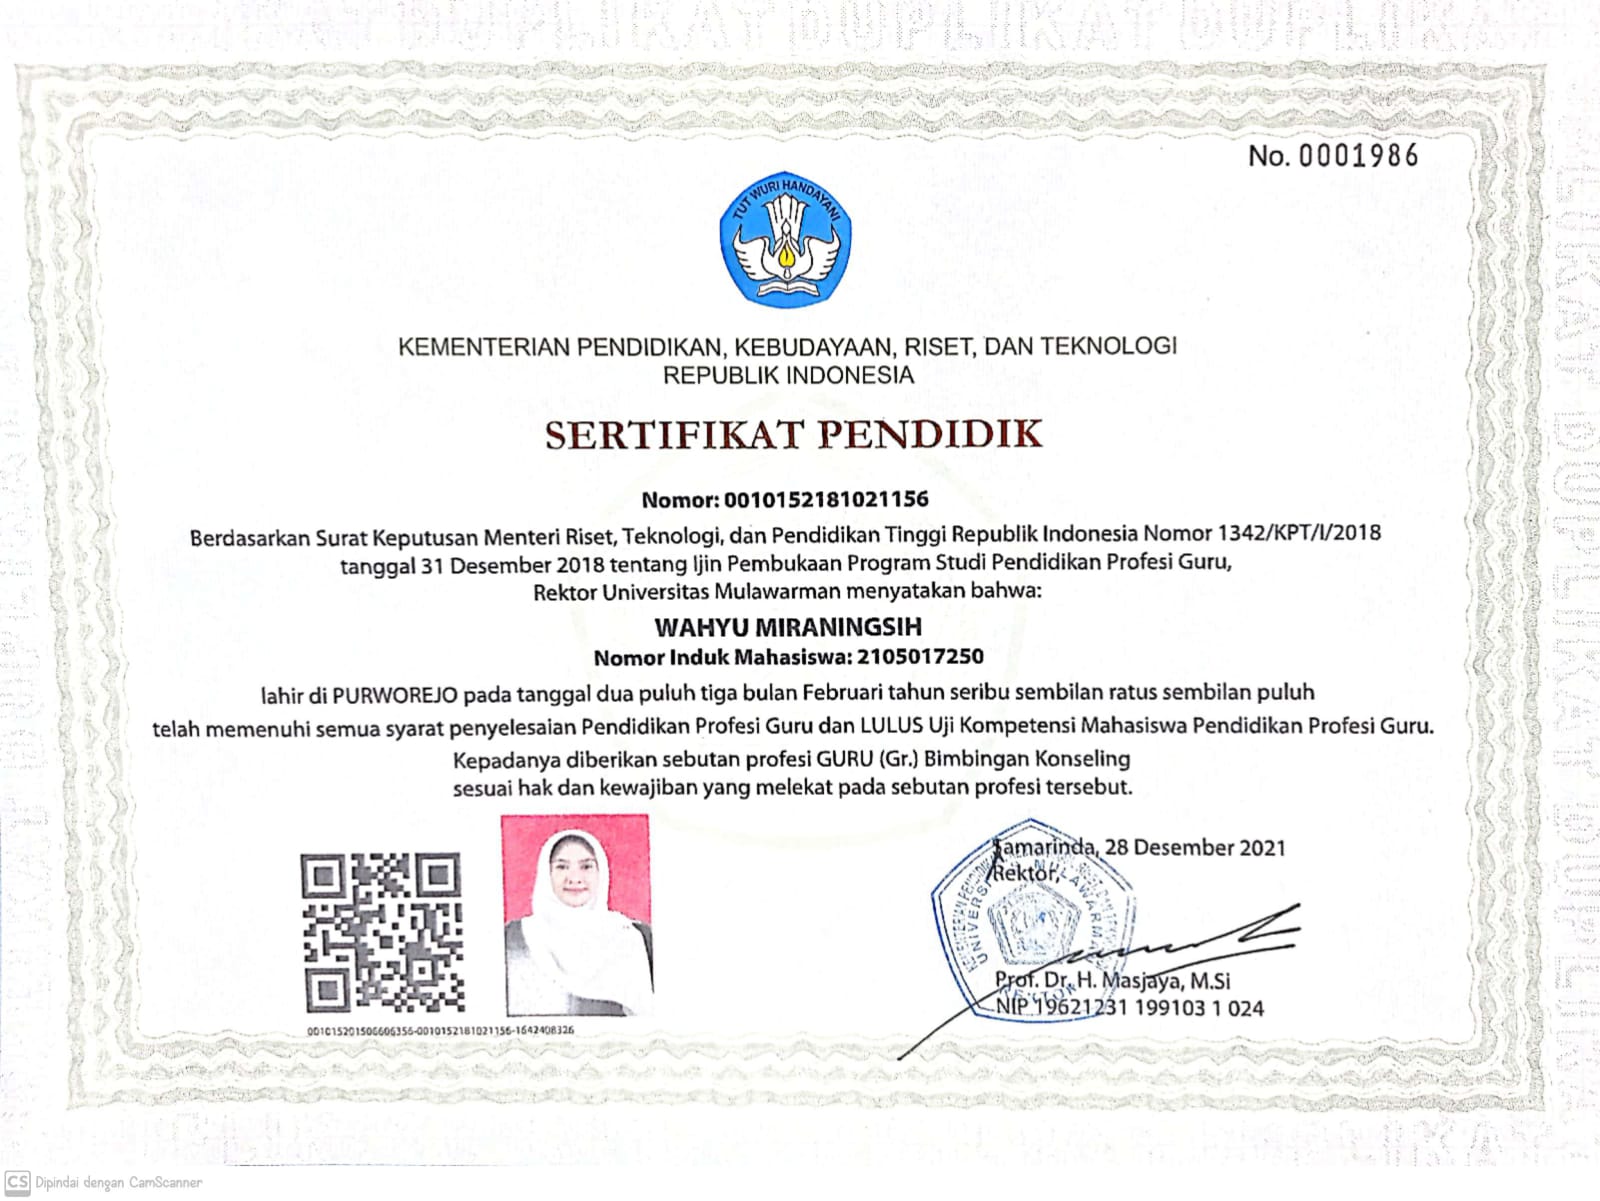 No. 0001986
TUT WURI HANDAYANI
KEMENTERIAN PENDIDIKAN, KEBUDAYAAN, RISET, DAN TEKNOLOGI
REPUBLIK INDONESIA
SERTIFIKAT PENDIDIK
Nomor: 0010152181021156
Berdasarkan Surat Keputusan Menteri Riset, Teknologi, dan Pendidikan Tinggi Republik Indonesia Nomor 1342/KPT/I/2018
tanggal 31 Desember 2018 tentang Ijin Pembukaan Program Studi Pendidikan Profesi Guru,
Rektor Universitas Mulawarman menyatakan bahwa:
WAHYU MIRANINGSIH
Nomor Induk Mahasiswa: 2105017250
lahir di PURWOREJO pada tanggal dua puluh tiga bulan Februari tahun seribu sembilan ratus sembilan puluh
telah memenuhi semua syarat penyelesaian Pendidikan Profesi Guru dan LULUS Uji Kompetensi Mahasiswa Pendidikan Profesi Guru.
Kepadanya diberikan sebutan profesi GURU (Gr.) Bimbingan Konseling
sesuai hak dan kewajiban yang melekat pada sebutan profesi tersebut.
Samarinda, 28 Desember 2021
Rektor,
Prof. Dr. H. Masjaya, M.Si
NIP 19621231 199103 1 024
001015201506606356-0010152181021156-1642408326
CS Dipindai dengan CamScanner